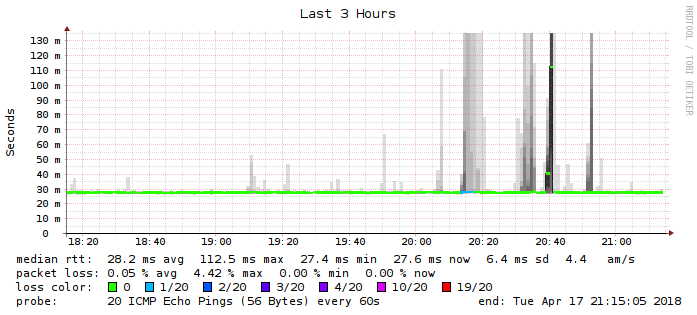 Last 3 Hours
RRDTOOL / TOBI OETIKER
Seconds
130 m
120 m
110 m
100 m
90 m
80 m
70 m
60 m
50 m
40 m
30 m
20 m
10 m
0
18:20 18:40 19:00 19:20 19:40 20:00 20:20 20:40 21:00
median rtt: 28.2 ms avg 112.5 ms max 27.4 ms min 27.6 ms now 6.4 ms sd 4.4 am/s
packet loss: 0.05 % avg 4.42 % max 0.00 % min 0.00 % now
loss color: 0 1/20 2/20 3/20 4/20 10/20 19/20
probe: 20 ICMP Echo Pings (56 Bytes) every 60s end: Tue Apr 17 21:15:05 2018